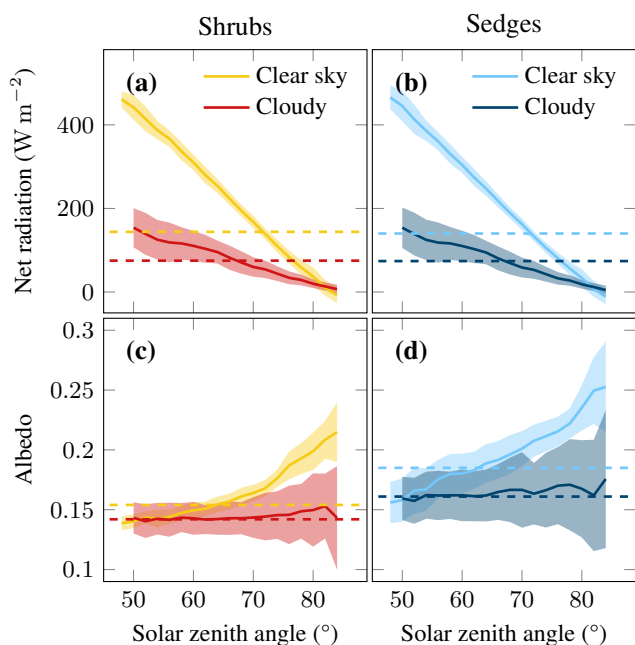 Shrubs
Sedges
(a)
Clear sky
Cloudy
(b)
Clear sky
Cloudy
Net radiation (W m⁻²)
400
200
0
(c)
(d)
Albedo
0.3
0.25
0.2
0.15
0.1
50 60 70 80
50 60 70 80
Solar zenith angle (°)
Solar zenith angle (°)